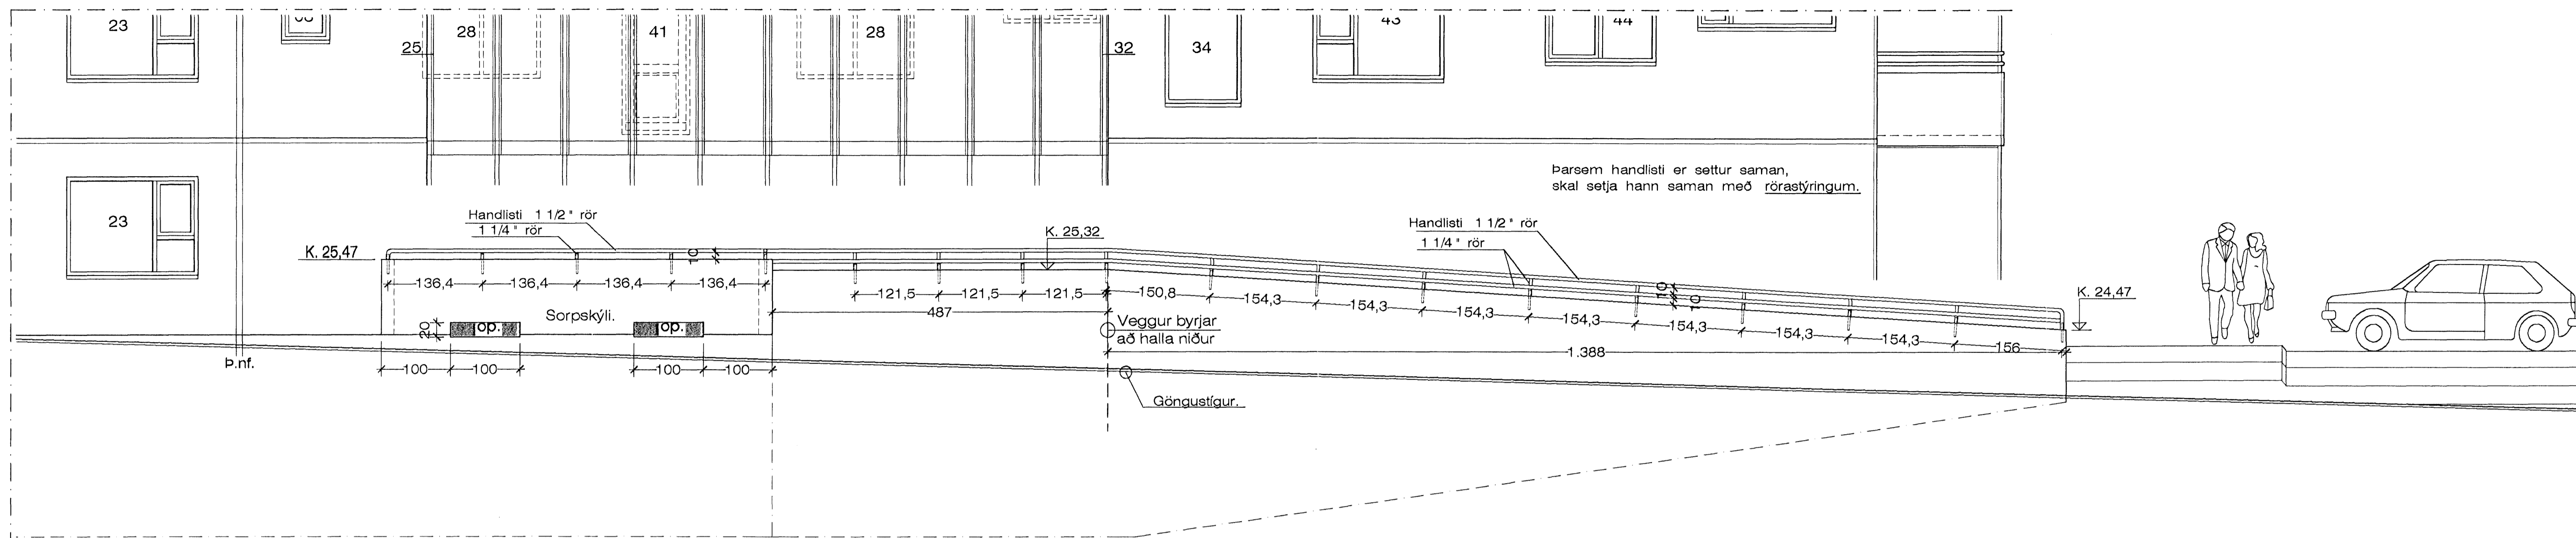 23
28
41
28
43
44
25
32
34
Þarsem handlisti er settur saman,
skal setja hann saman með rörastýringum.
23
Handlisti 1 1/2" rör
1 1/4" rör
Handlisti 1 1/2" rör
1 1/4" rör
K. 25,47
K. 25,32
K. 24,47
10
136,4 136,4 136,4 136,4
121,5 121,5 121,5
150,8 154,3 154,3 154,3 154,3 154,3 154,3 154,3 156
10
10
487
Sorpskýli.
20
op.
op.
Veggur byrjar
að halla niður
1.388
Þ.nf.
100 100 100 100
Göngustígur.